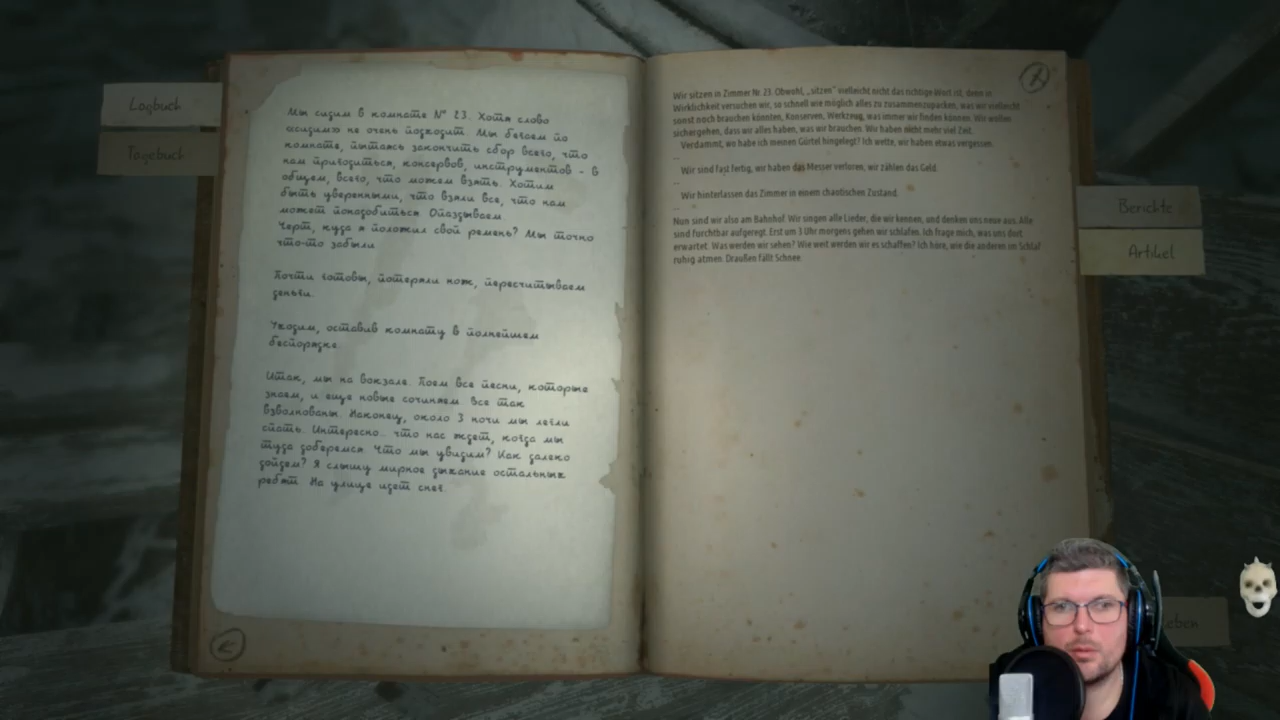 Logbuch
Tagebuch
Мы сидим в комнате № 23. Хотя слово
«сидим» не очень подходит. Мы бегаем по
комнате, пытаясь закончить сбор всего, что
нам пригодиться, консервов, инструментов - в
общем, всего, что можем взять. Хотим
быть уверенными, что взяли все, что нам
может понадобиться. Опаздываем.
Черт, куда я положил свой ремень? Мы точно
что-то забыли.
Почти готовы, потеряли нож, пересчитываем
деньги.
Уходим, оставив комнату в полнейшем
беспорядке.
Итак, мы на вокзале. Поем все песни, которые
знаем, и еще новые сочиняем. Все так
взволнованы. Наконец, около 3 ночи мы легли
спать. Интересно... что нас ждет, когда мы
туда доберемся. Что мы увидим? Как далеко
дойдем? Я слышу мирное дыхание остальных
ребят. На улице идет снег.
Wir sitzen in Zimmer Nr. 23. Obwohl, „sitzen“ vielleicht nicht das richtige Wort ist, denn in
Wirklichkeit versuchen wir, so schnell wie möglich alles zu zusammenzupacken, was wir vielleicht
sonst noch brauchen könnten, Konserven, Werkzeug, was immer wir finden können. Wir wollen
sichergehen, dass wir alles haben, was wir brauchen. Wir haben nicht mehr viel Zeit.
Verdammt, wo habe ich meinen Gürtel hingelegt? Ich wette, wir haben etwas vergessen.
...
Wir sind fast fertig, wir haben das Messer verloren, wir zählen das Geld.
...
Wir hinterlassen das Zimmer in einem chaotischen Zustand.
...
Nun sind wir also am Bahnhof. Wir singen alle Lieder, die wir kennen, und denken uns neue aus. Alle
sind furchtbar aufgeregt. Erst um 3 Uhr morgens gehen wir schlafen. Ich frage mich, was uns dort
erwartet. Was werden wir sehen? Wie weit werden wir es schaffen? Ich höre, wie die anderen im Schlaf
ruhig atmen. Draußen fällt Schnee.
Berichte
Artikel